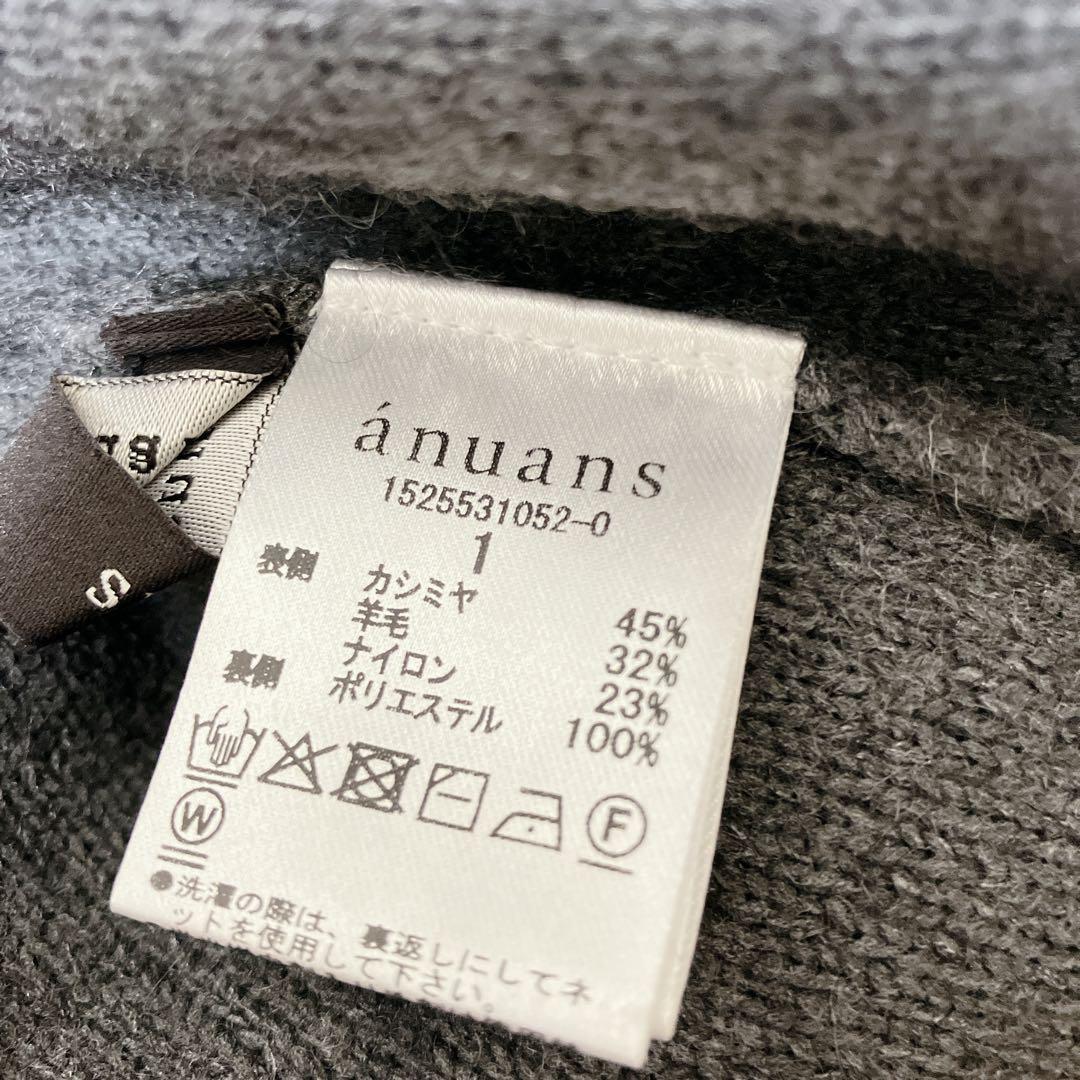 ánuans
1525531052-0
1
表側 カシミヤ 45%
羊毛 32%
ナイロン 23%
裏側 ポリエステル 100%
F
W
●洗濯の際は、裏返しにしてネ
ットを使用して下さい。
S